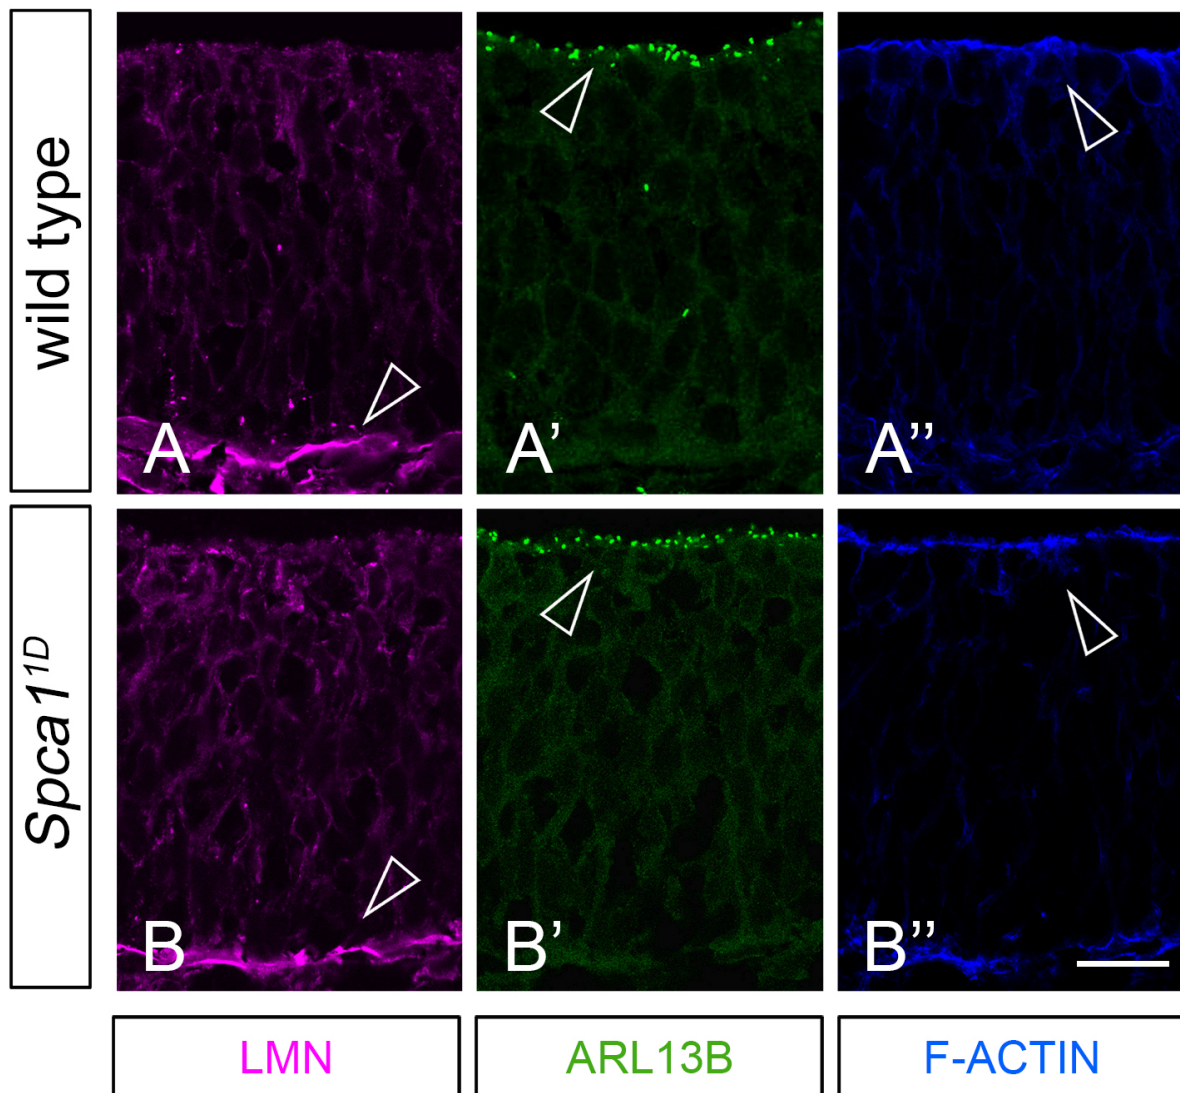 wild type
A
A’
A’’
Spca1^1D
B
B’
B’’
LMN
ARL13B
F-ACTIN